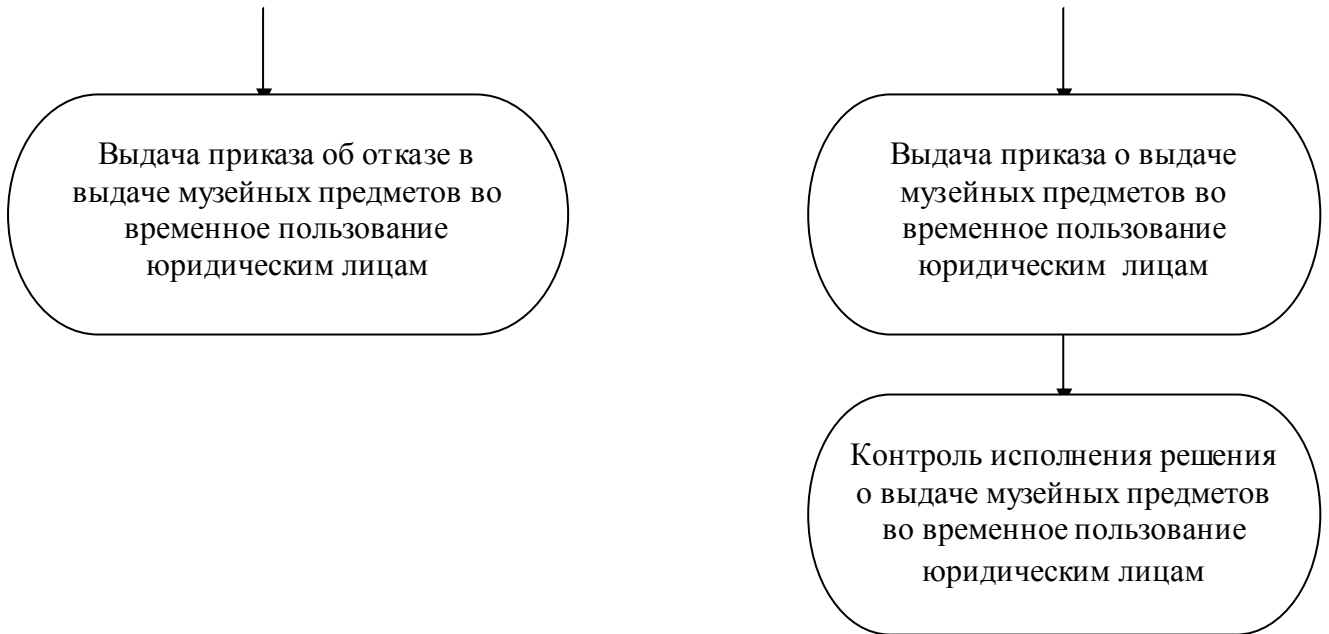 Выдача приказа об отказе в
выдаче музейных предметов во
временное пользование
юридическим лицам
Выдача приказа о выдаче
музейных предметов во
временное пользование
юридическим лицам
Контроль исполнения решения
о выдаче музейных предметов
во временное пользование
юридическим лицам